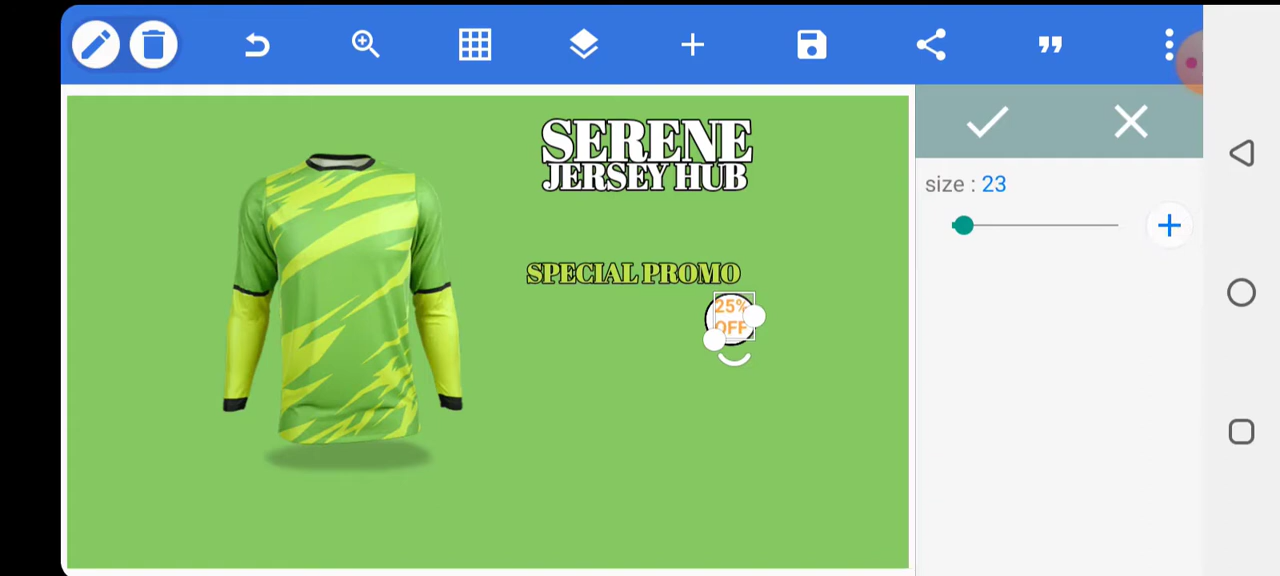 SERENE
JERSEY HUB
size : 23
SPECIAL PROMO
25%
OFF